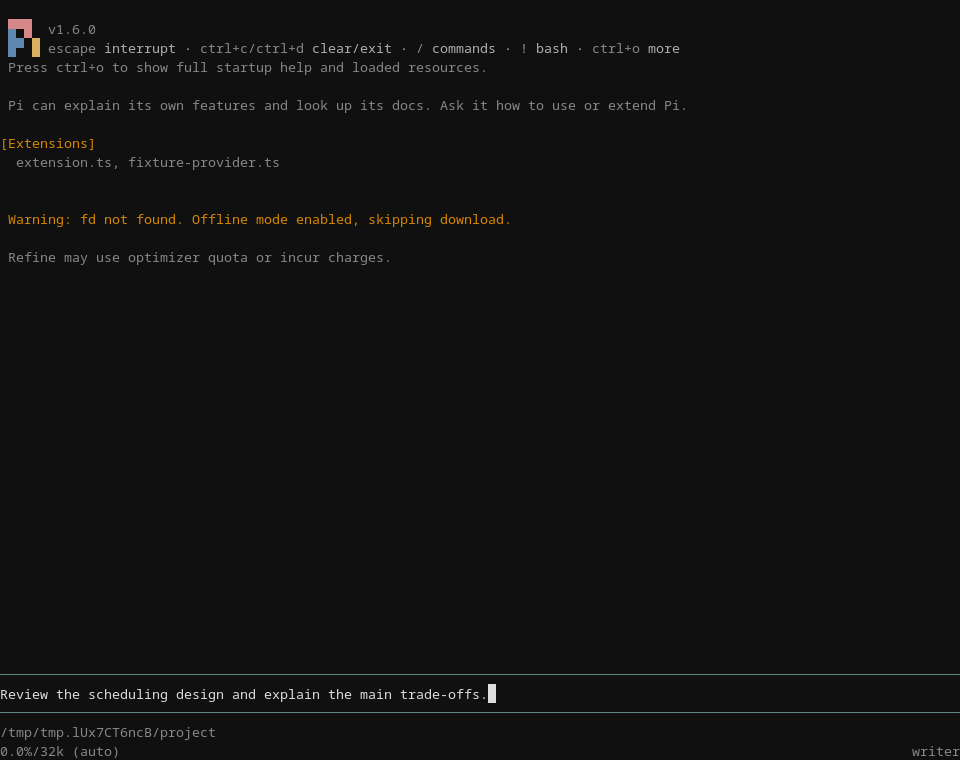 v1.6.0
escape interrupt · ctrl+c/ctrl+d clear/exit · / commands · ! bash · ctrl+o more
Press ctrl+o to show full startup help and loaded resources.
Pi can explain its own features and look up its docs. Ask it how to use or extend Pi.
[Extensions]
extension.ts, fixture-provider.ts
Warning: fd not found. Offline mode enabled, skipping download.
Refine may use optimizer quota or incur charges.
Review the scheduling design and explain the main trade-offs.
/tmp/tmp.lUx7CT6ncB/project
0.0%/32k (auto) writer